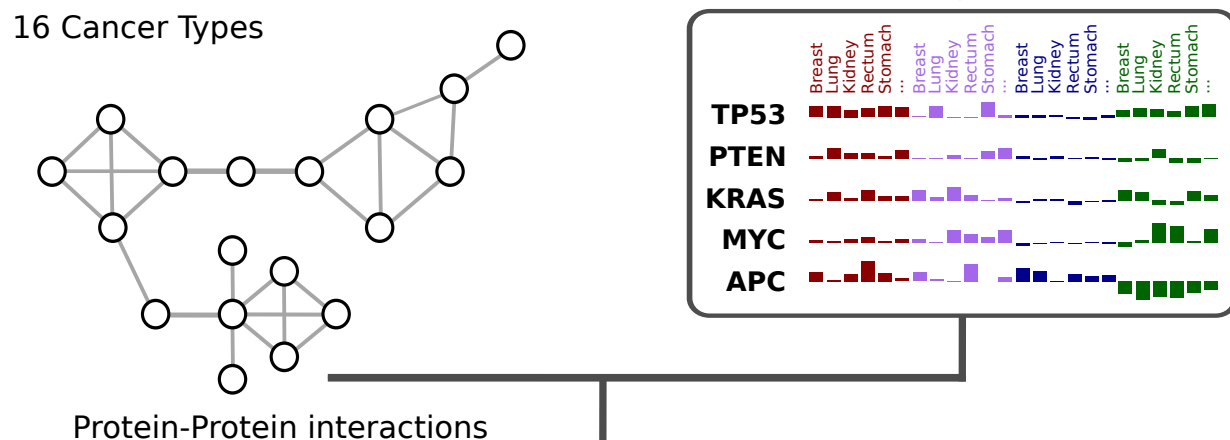 16 Cancer Types
Breast Lung Kidney Rectum Stomach ... Breast Lung Kidney Rectum Stomach ... Breast Lung Kidney Rectum Stomach ... Breast Lung Kidney Rectum Stomach ...
TP53
PTEN
KRAS
MYC
APC
Protein-Protein interactions